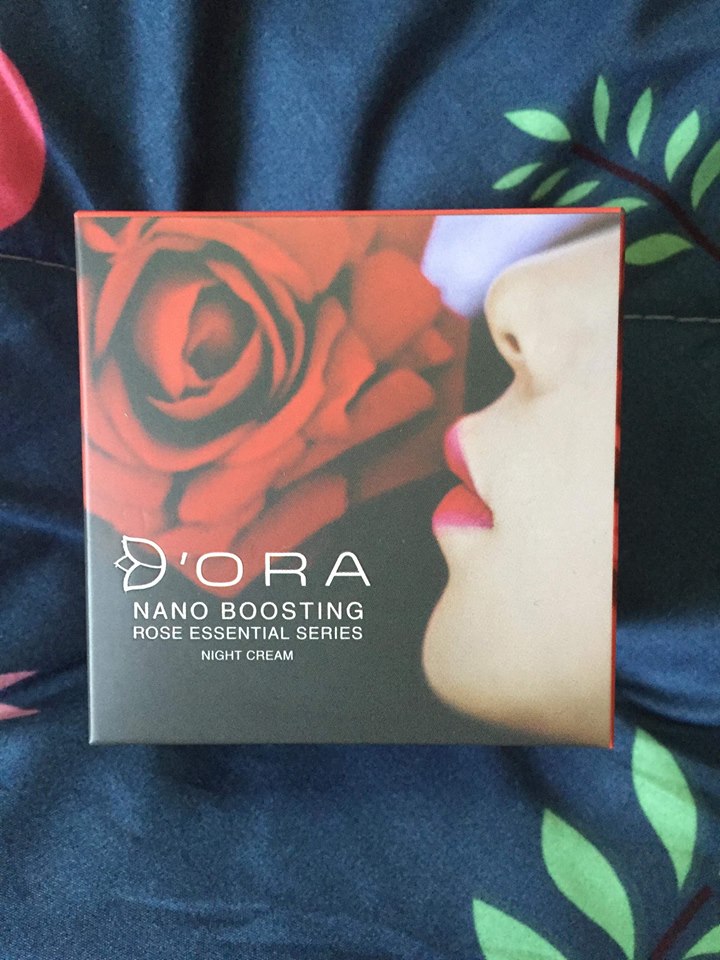 D'ORA
NANO BOOSTING
ROSE ESSENTIAL SERIES
NIGHT CREAM